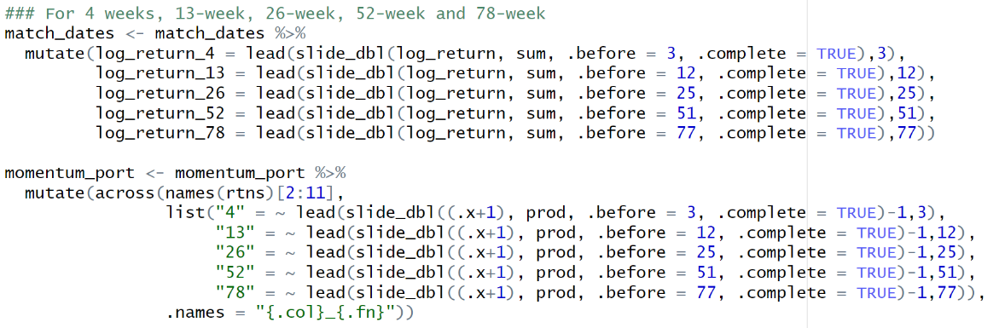 ### For 4 weeks, 13-week, 26-week, 52-week and 78-week
match_dates <- match_dates %>%
  mutate(log_return_4 = lead(slide_dbl(log_return, sum, .before = 3, .complete = TRUE),3),
         log_return_13 = lead(slide_dbl(log_return, sum, .before = 12, .complete = TRUE),12),
         log_return_26 = lead(slide_dbl(log_return, sum, .before = 25, .complete = TRUE),25),
         log_return_52 = lead(slide_dbl(log_return, sum, .before = 51, .complete = TRUE),51),
         log_return_78 = lead(slide_dbl(log_return, sum, .before = 77, .complete = TRUE),77))
momentum_port <- momentum_port %>%
  mutate(across(names(rtns)[2:11],
                list("4" = ~ lead(slide_dbl((.x+1), prod, .before = 3, .complete = TRUE)-1,3),
                     "13" = ~ lead(slide_dbl((.x+1), prod, .before = 12, .complete = TRUE)-1,12),
                     "26" = ~ lead(slide_dbl((.x+1), prod, .before = 25, .complete = TRUE)-1,25),
                     "52" = ~ lead(slide_dbl((.x+1), prod, .before = 51, .complete = TRUE)-1,51),
                     "78" = ~ lead(slide_dbl((.x+1), prod, .before = 77, .complete = TRUE)-1,77)),
                .names = "{.col}_{.fn}"))